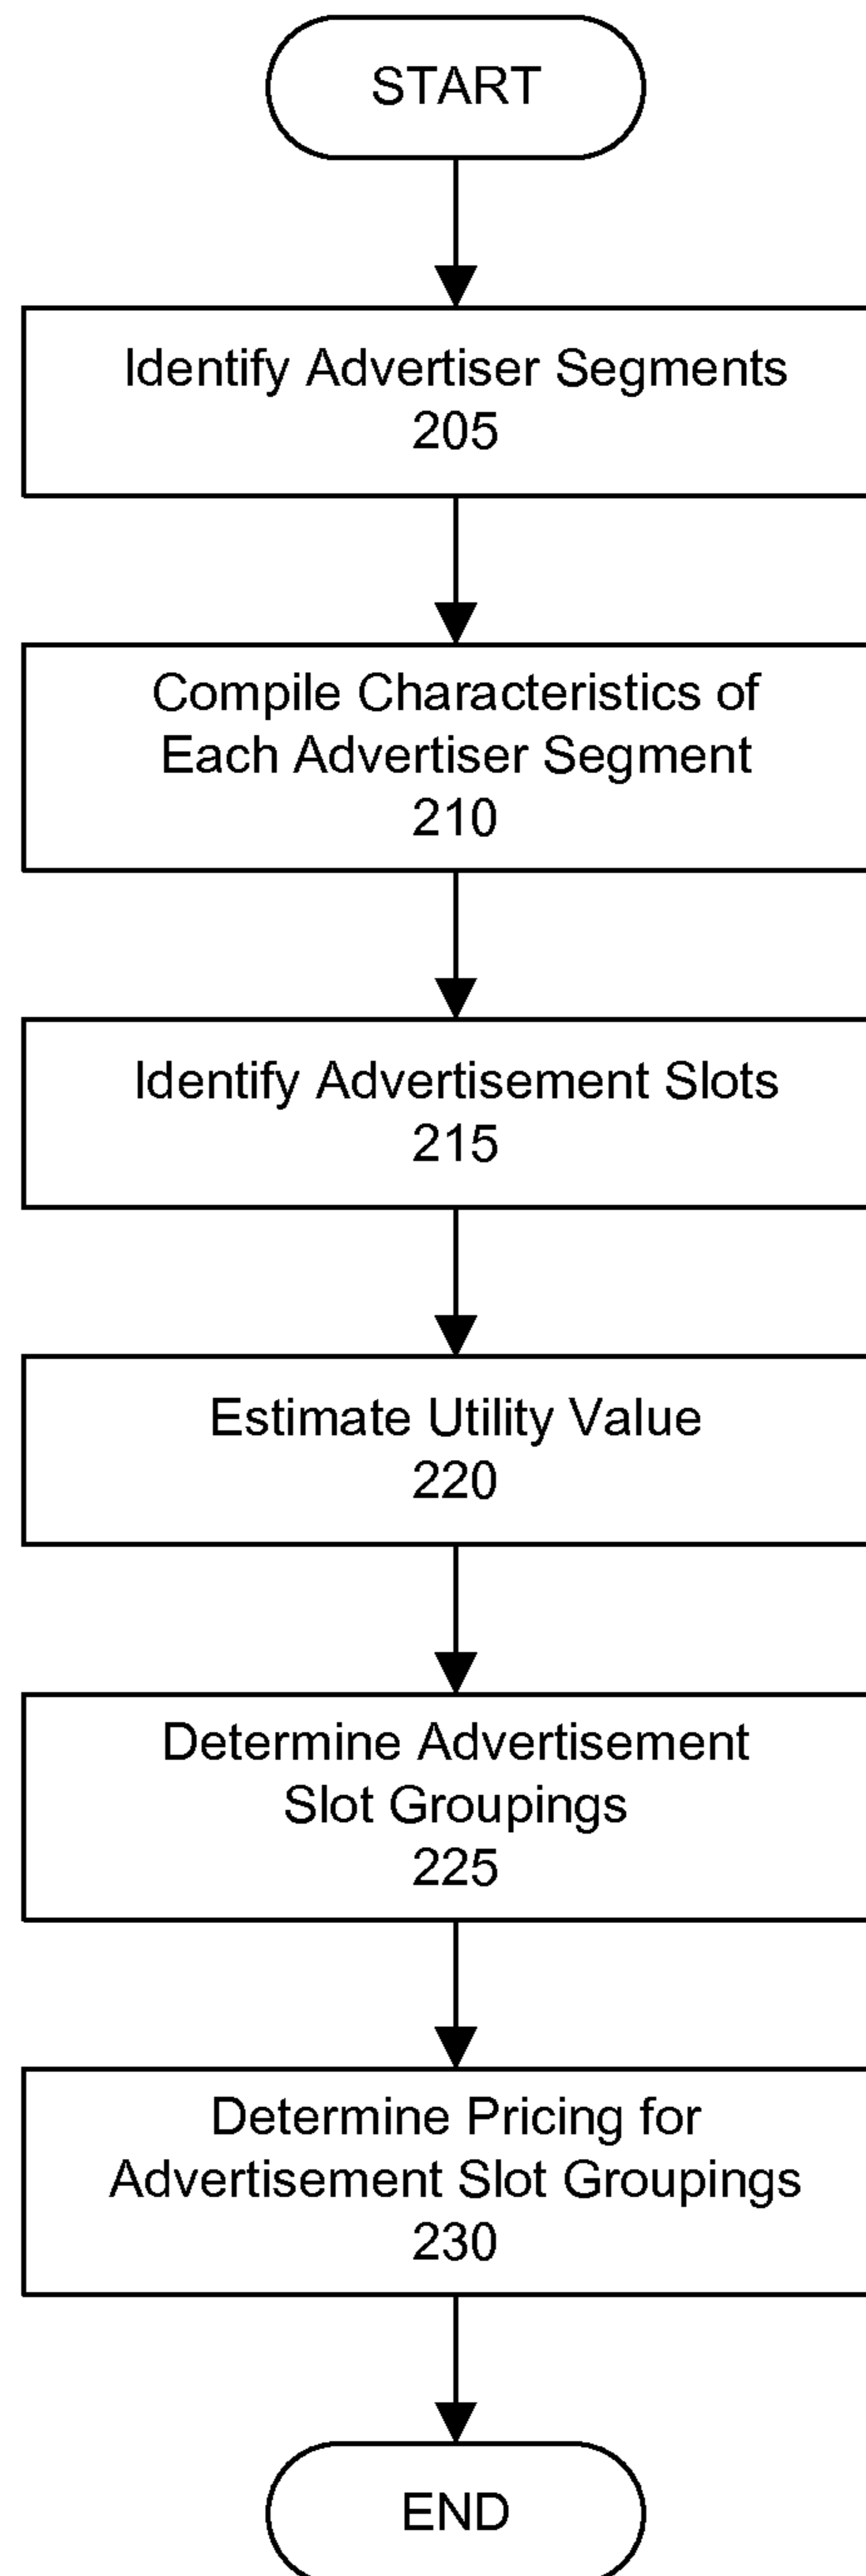 START
Identify Advertiser Segments
205
Compile Characteristics of
Each Advertiser Segment
210
Identify Advertisement Slots
215
Estimate Utility Value
220
Determine Advertisement
Slot Groupings
225
Determine Pricing for
Advertisement Slot Groupings
230
END